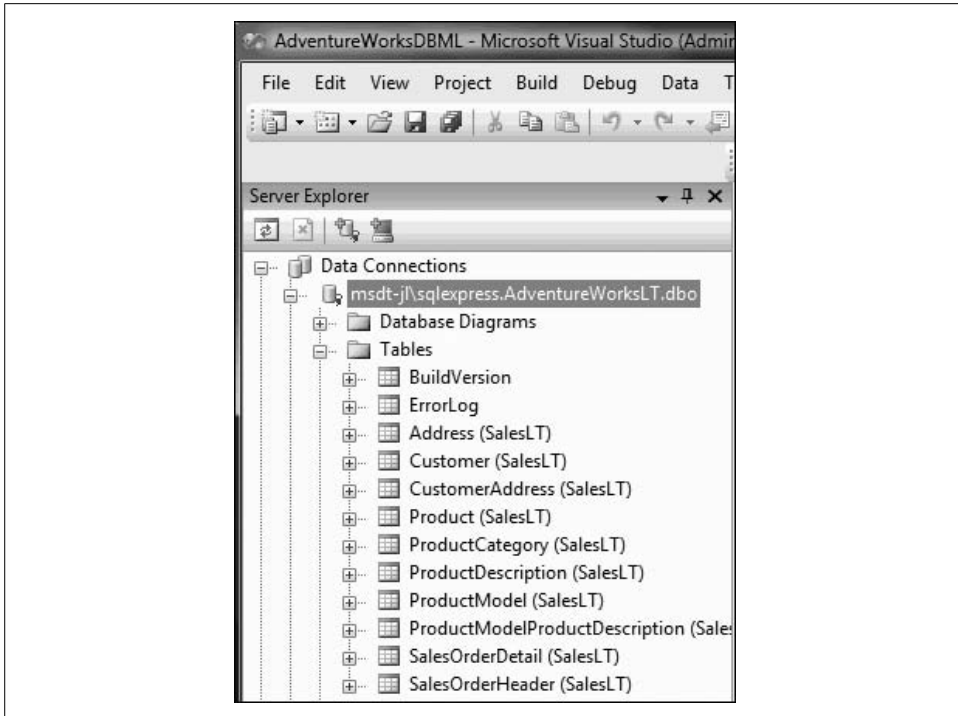 AdventureWorksDBML - Microsoft Visual Studio (Admin
File Edit View Project Build Debug Data T
Server Explorer
Data Connections
msdt-jl\sqlexpress.AdventureWorksLT.dbo
Database Diagrams
Tables
BuildVersion
ErrorLog
Address (SalesLT)
Customer (SalesLT)
CustomerAddress (SalesLT)
Product (SalesLT)
ProductCategory (SalesLT)
ProductDescription (SalesLT)
ProductModel (SalesLT)
ProductModelProductDescription (Sales
SalesOrderDetail (SalesLT)
SalesOrderHeader (SalesLT)